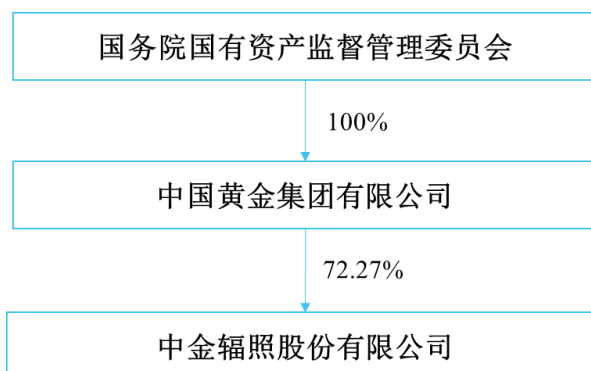 国务院国有资产监督管理委员会
100%
中国黄金集团有限公司
72.27%
中金辐照股份有限公司